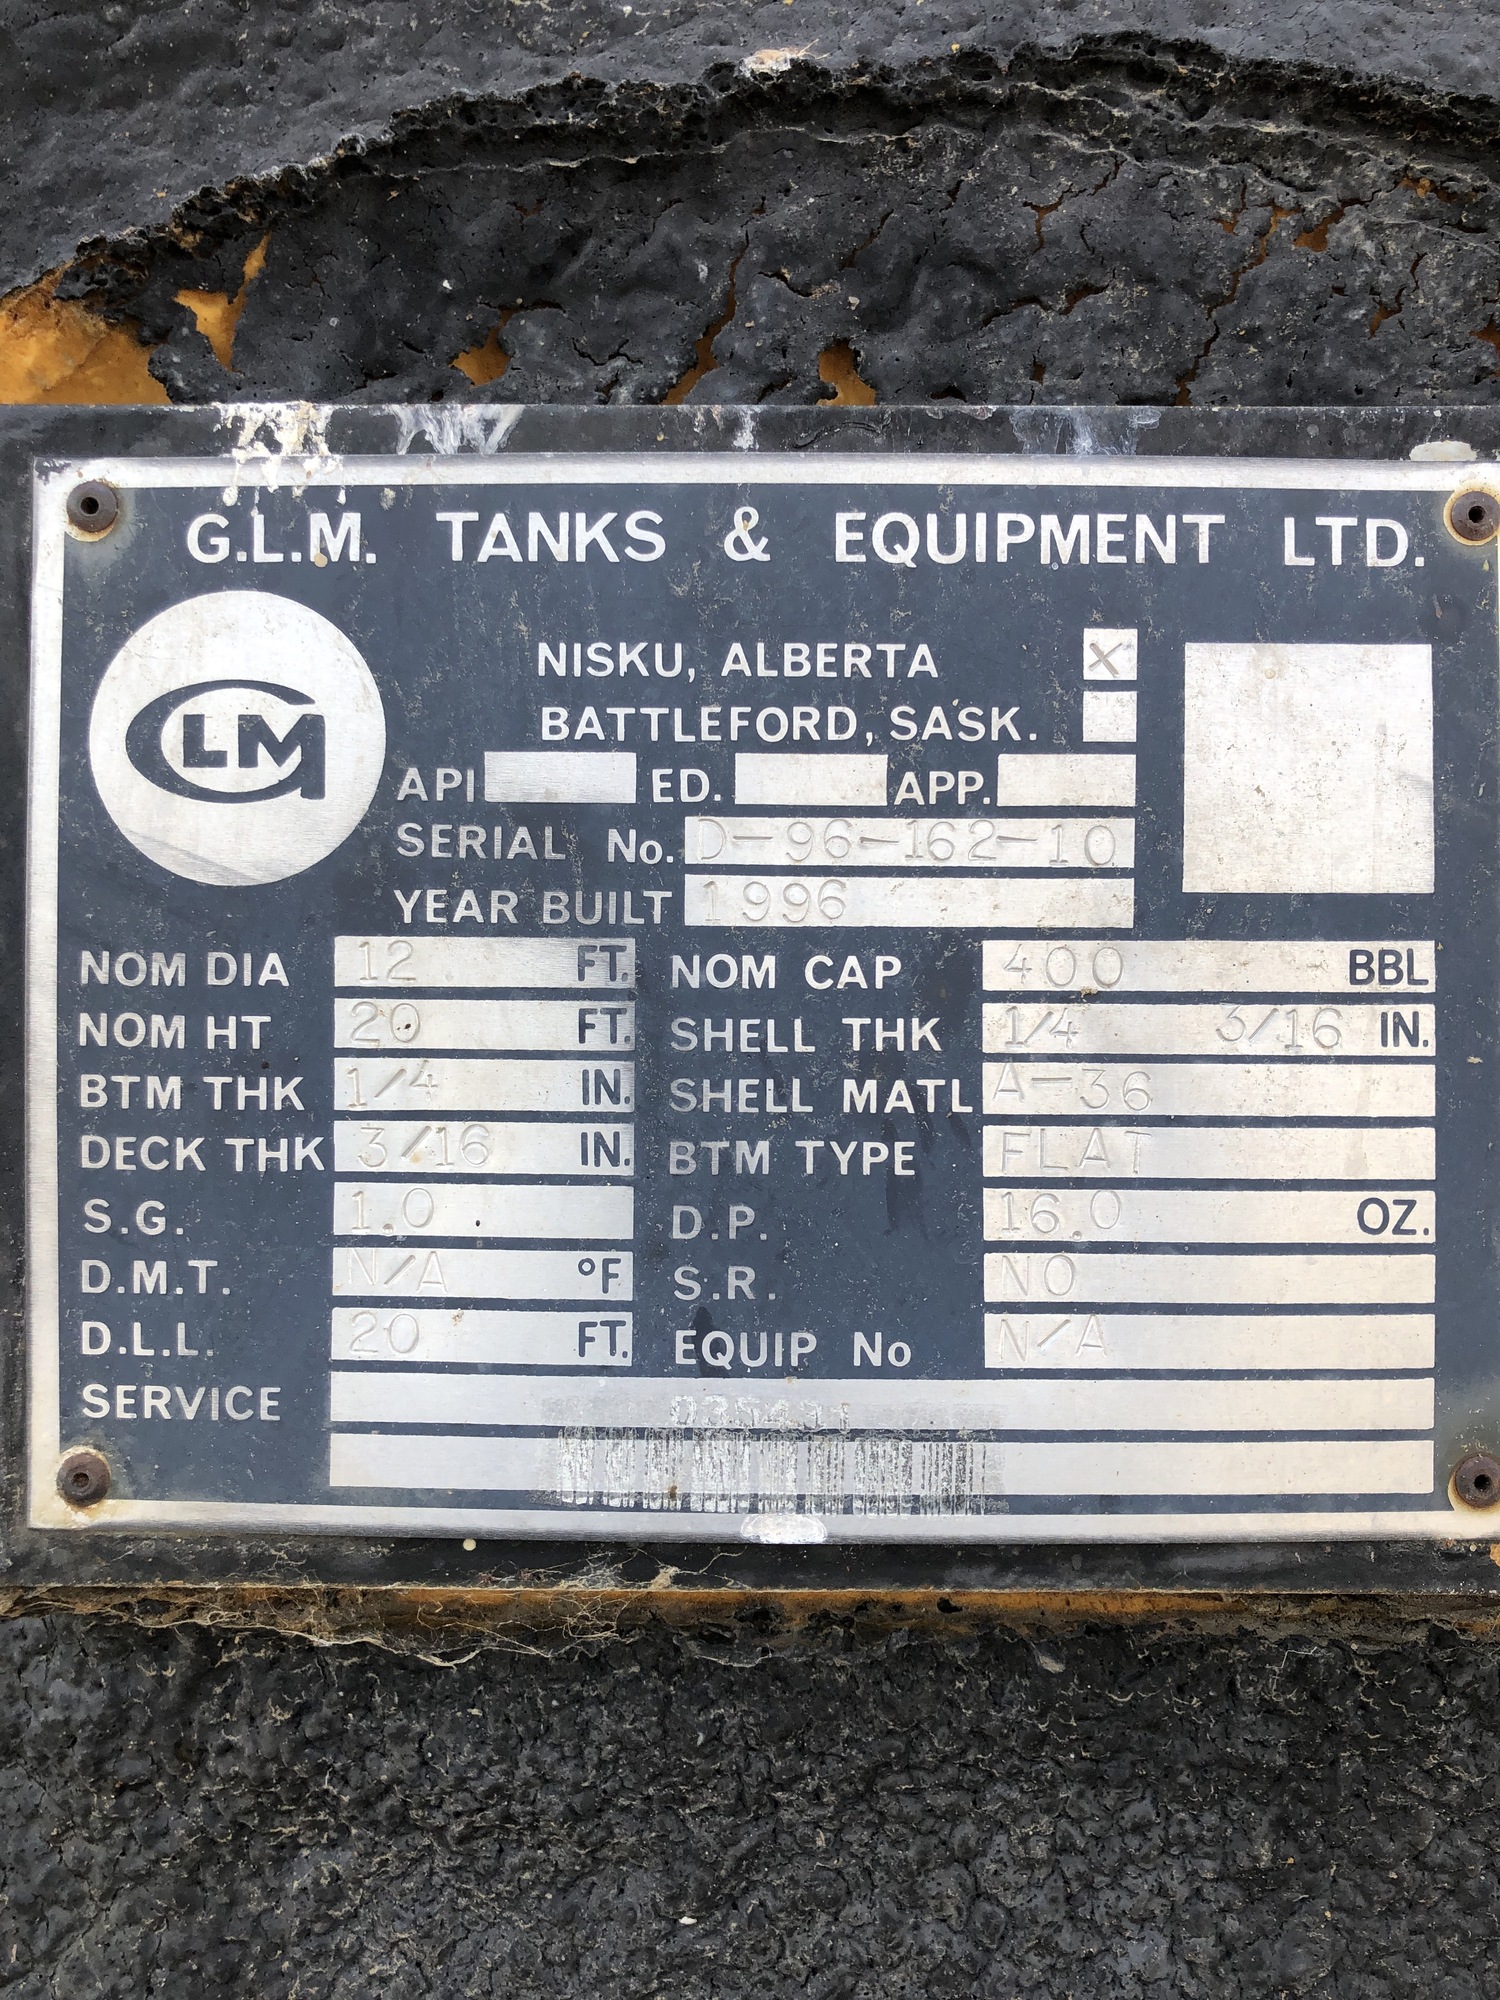 G.L.M. TANKS & EQUIPMENT LTD.
GLM
NISKU, ALBERTA X
BATTLEFORD, SASK.
API ED. APP.
SERIAL No. D-96-162-10
YEAR BUILT 1996
NOM DIA 12 FT. NOM CAP 400 BBL
NOM HT 20 FT. SHELL THK 1/4 3/16 IN.
BTM THK 1/4 IN. SHELL MATL A-36
DECK THK 3/16 IN. BTM TYPE FLAT
S.G. 1.0 D.P. 16.0 OZ.
D.M.T. N/A °F S.R. NO
D.L.L. 20 FT. EQUIP No N/A
SERVICE